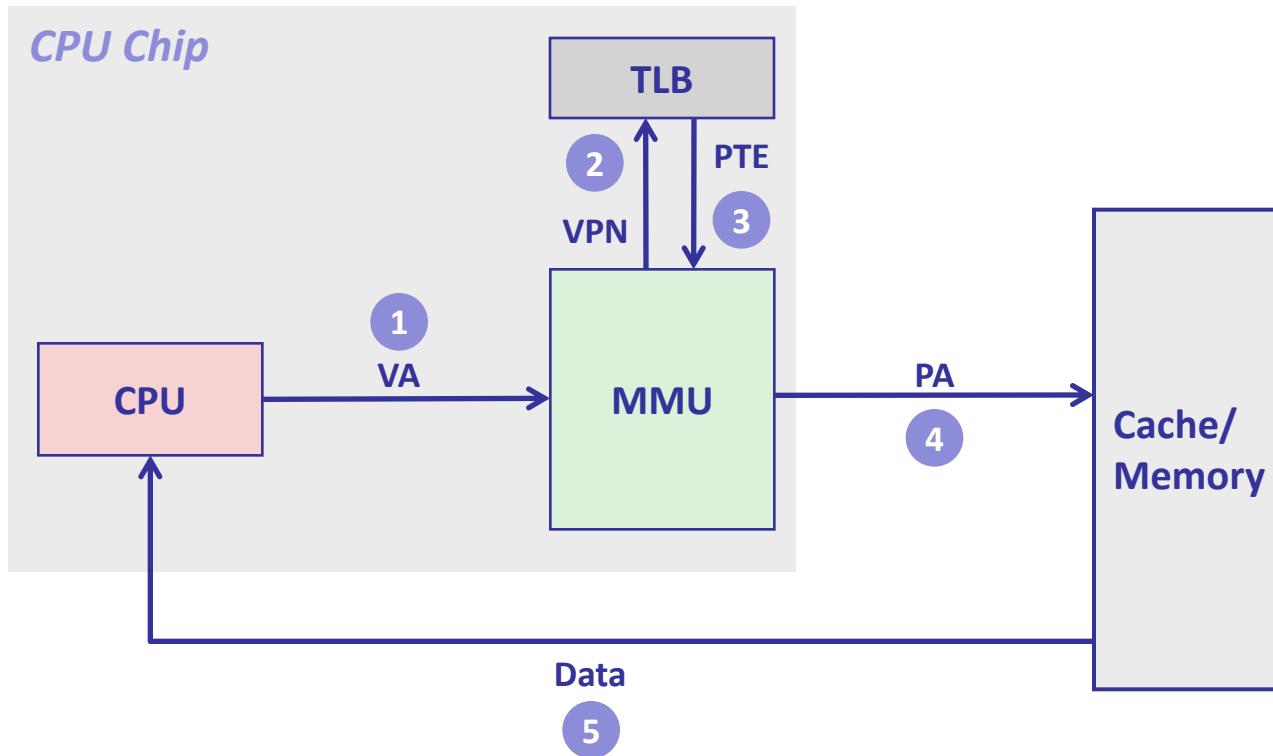 CPU Chip
TLB
2
PTE
VPN
3
1
VA
CPU
MMU
PA
4
Cache/
Memory
Data
5